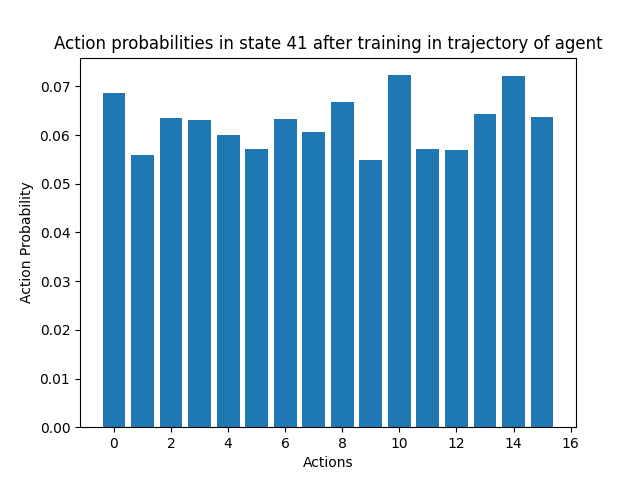 Action probabilities in state 41 after training in trajectory of agent
0.07
0.06
0.05
0.04
0.03
0.02
0.01
0.00
Action Probability
0 2 4 6 8 10 12 14 16
Actions